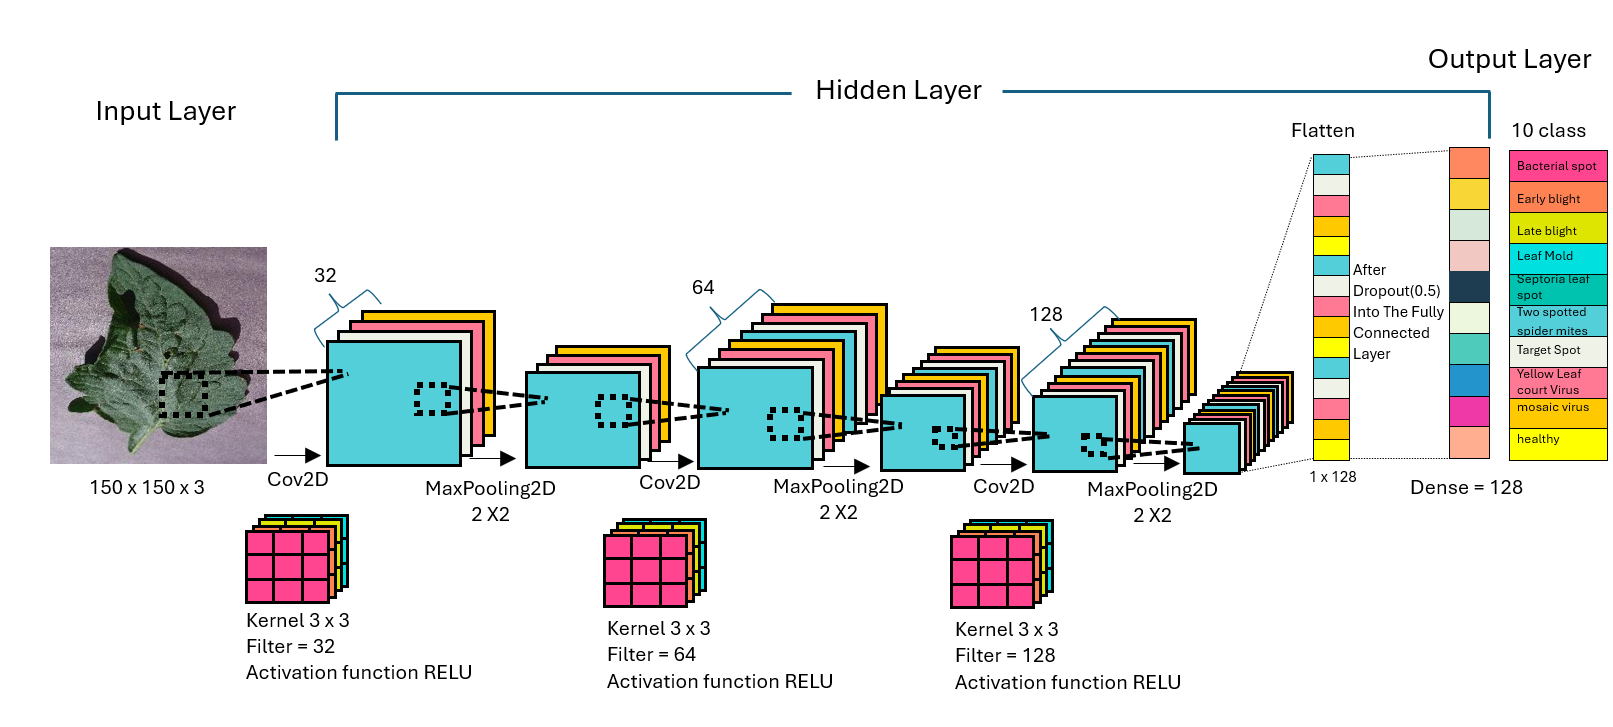 Output Layer
Hidden Layer
Input Layer
Flatten
10 class
Bacterial spot
Early blight
Late blight
Leaf Mold
Septoria leaf
spot
Two spotted
spider mites
Target Spot
Yellow Leaf
court Virus
mosaic virus
healthy
After
Dropout(0.5)
Into The Fully
Connected
Layer
32
64
128
150 x 150 x 3
Cov2D
MaxPooling2D
2 X2
Cov2D
MaxPooling2D
2 X2
Cov2D
MaxPooling2D
2 X2
1 x 128
Dense = 128
Kernel 3 x 3
Filter = 32
Activation function RELU
Kernel 3 x 3
Filter = 64
Activation function RELU
Kernel 3 x 3
Filter = 128
Activation function RELU